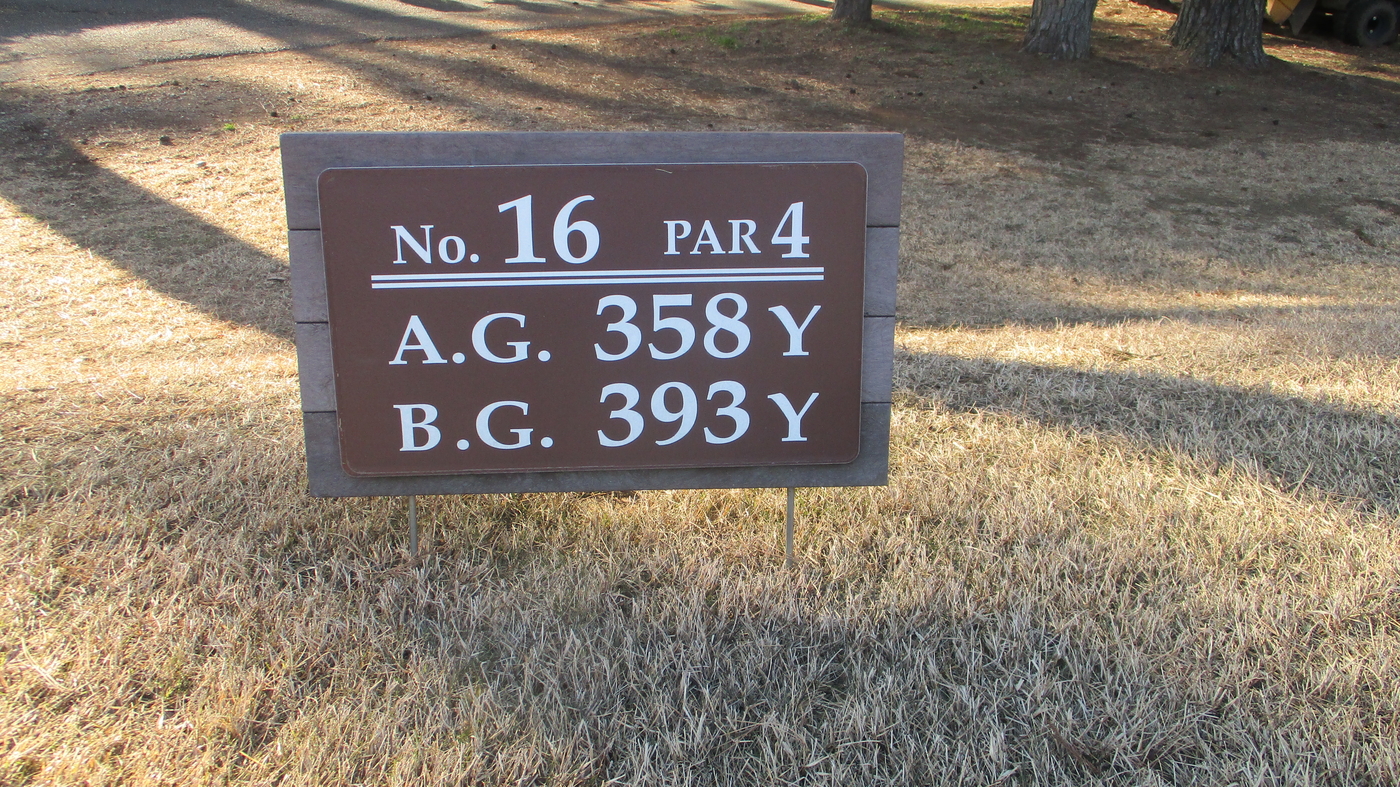 No. 16 PAR 4
A.G. 358 Y
B.G. 393 Y